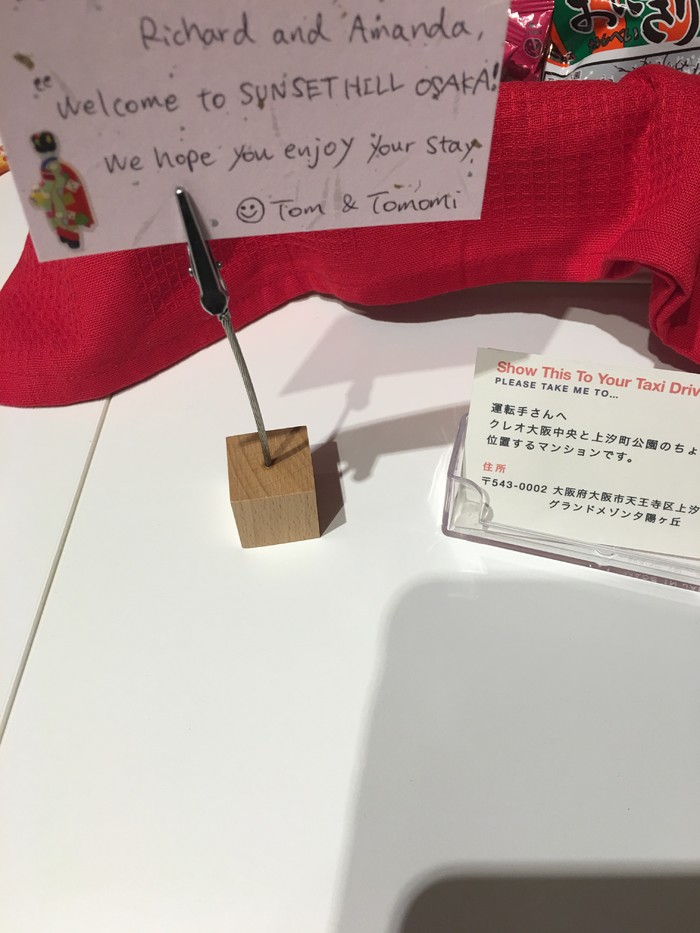 Richard and Amanda,
Welcome to SUNSET HILL OSAKA!
We hope you enjoy your stay
Tom & Tomomi
おにぎり
Show This To Your Taxi Driv
PLEASE TAKE ME TO...
運転手さんへ
クレオ大阪中央と上汐町公園のちょ
位置するマンションです。
住所
〒543-0002 大阪府大阪市天王寺区上汐
グランドメゾン夕陽ヶ丘